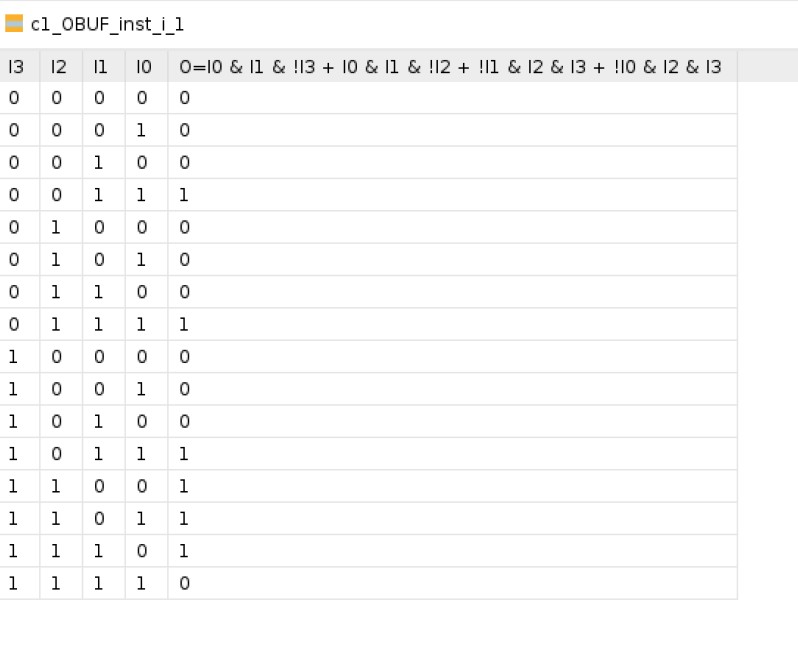 c1_OBUF_inst_i_1
I3 I2 I1 I0 O=I0 & I1 & !I3 + I0 & I1 & !I2 + !I1 & I2 & I3 + !I0 & I2 & I3
0 0 0 0 0
0 0 0 1 0
0 0 1 0 0
0 0 1 1 1
0 1 0 0 0
0 1 0 1 0
0 1 1 0 0
0 1 1 1 1
1 0 0 0 0
1 0 0 1 0
1 0 1 0 0
1 0 1 1 1
1 1 0 0 1
1 1 0 1 1
1 1 1 0 1
1 1 1 1 0